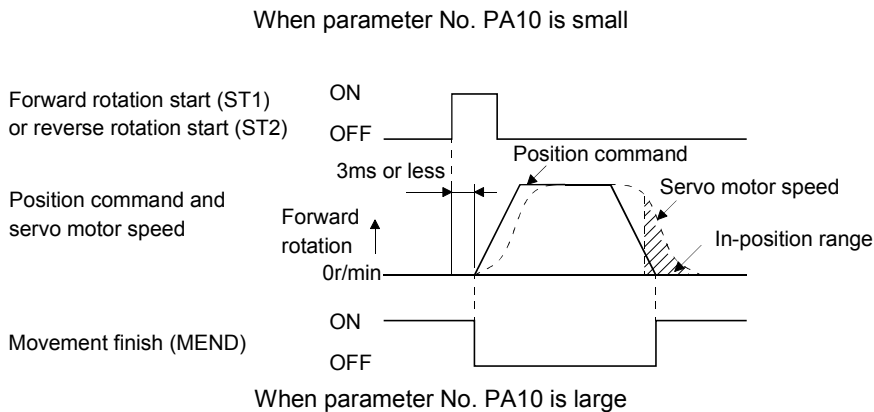 When parameter No. PA10 is small
Forward rotation start (ST1)
or reverse rotation start (ST2)
ON
OFF
3ms or less
Position command
Servo motor speed
Position command and
servo motor speed
Forward
rotation
In-position range
0r/min
Movement finish (MEND)
ON
OFF
When parameter No. PA10 is large